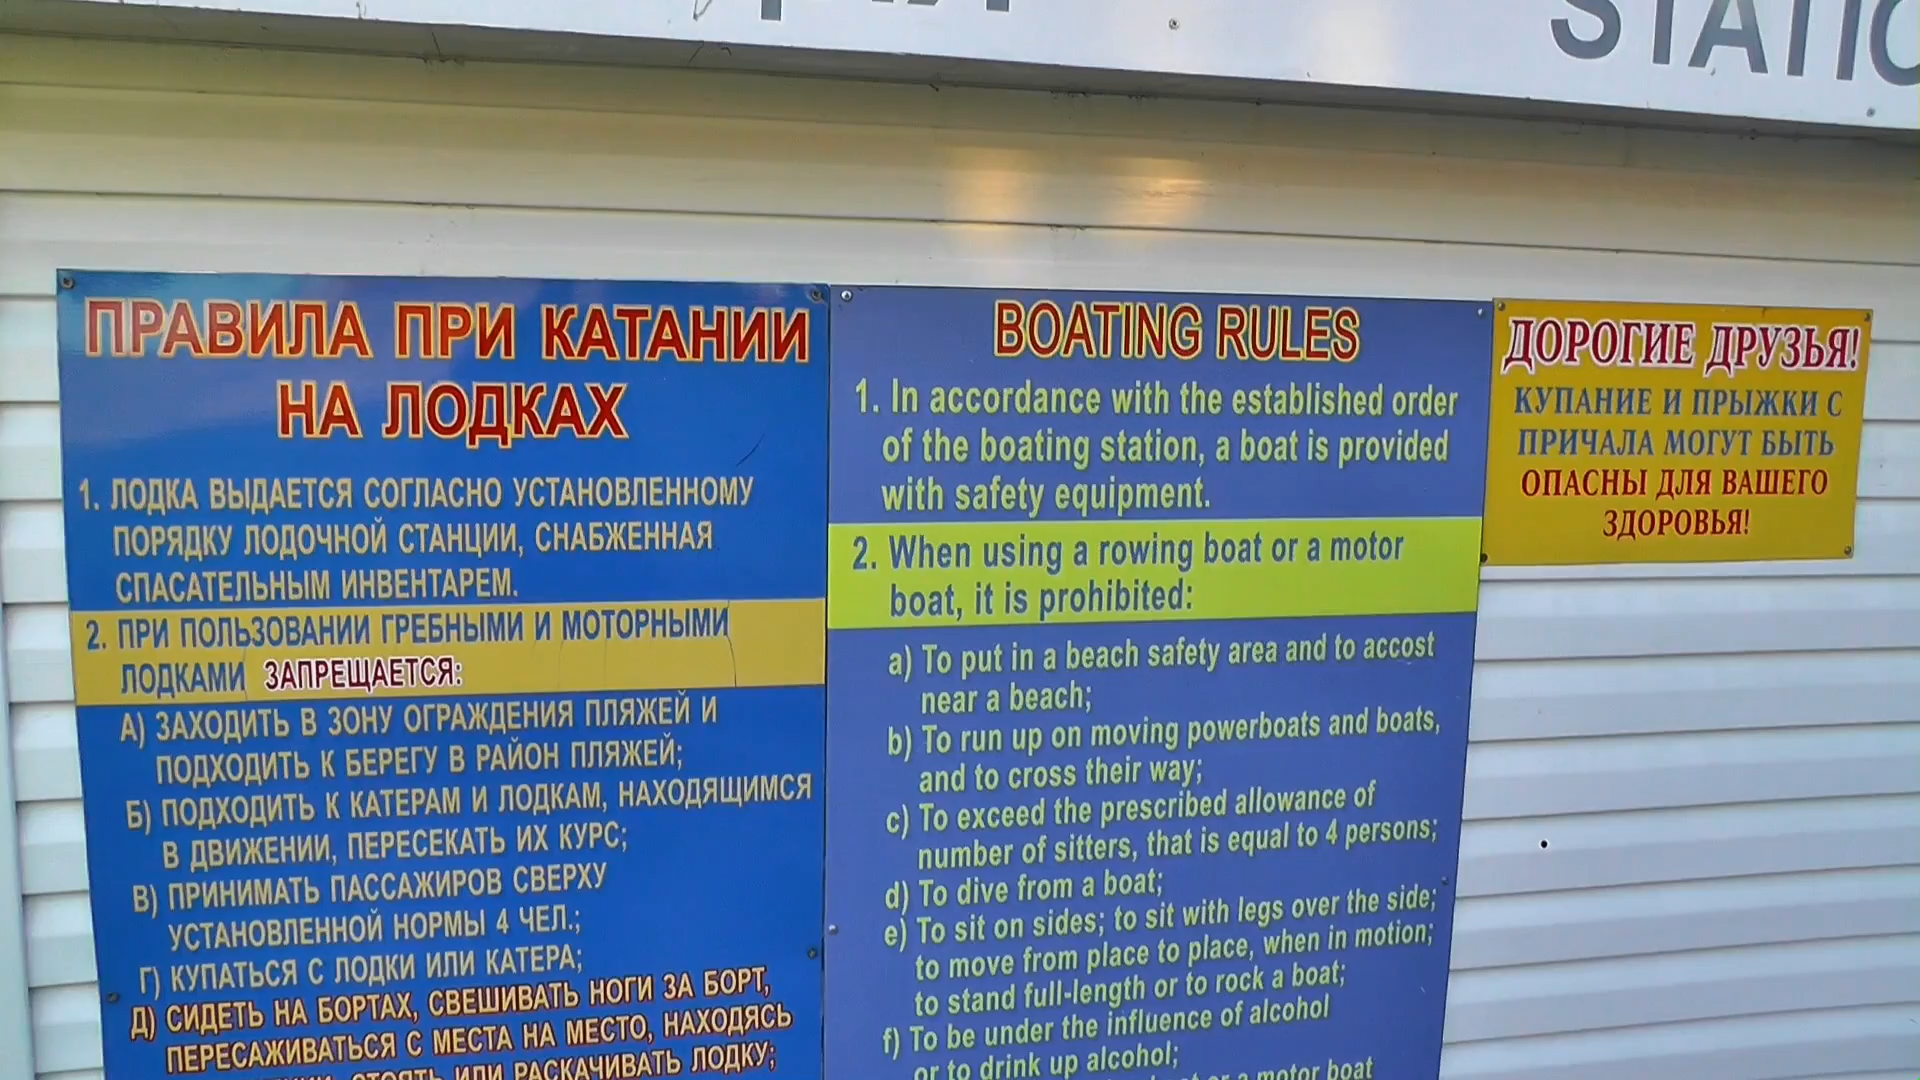 STATIO
ПРАВИЛА ПРИ КАТАНИИ
НА ЛОДКАХ
1. ЛОДКА ВЫДАЕТСЯ СОГЛАСНО УСТАНОВЛЕННОМУ
ПОРЯДКУ ЛОДОЧНОЙ СТАНЦИИ, СНАБЖЕННАЯ
СПАСАТЕЛЬНЫМ ИНВЕНТАРЕМ.
2. ПРИ ПОЛЬЗОВАНИИ ГРЕБНЫМИ И МОТОРНЫМИ
ЛОДКАМИ ЗАПРЕЩАЕТСЯ:
А) ЗАХОДИТЬ В ЗОНУ ОГРАЖДЕНИЯ ПЛЯЖЕЙ И
ПОДХОДИТЬ К БЕРЕГУ В РАЙОН ПЛЯЖЕЙ;
Б) ПОДХОДИТЬ К КАТЕРАМ И ЛОДКАМ, НАХОДЯЩИМСЯ
В ДВИЖЕНИИ, ПЕРЕСЕКАТЬ ИХ КУРС;
В) ПРИНИМАТЬ ПАССАЖИРОВ СВЕРХУ
УСТАНОВЛЕННОЙ НОРМЫ 4 ЧЕЛ.;
Г) КУПАТЬСЯ С ЛОДКИ ИЛИ КАТЕРА;
Д) СИДЕТЬ НА БОРТАХ, СВЕШИВАТЬ НОГИ ЗА БОРТ,
ПЕРЕСАЖИВАТЬСЯ С МЕСТА НА МЕСТО, НАХОДЯСЬ
СТОЯТЬ ИЛИ РАСКАЧИВАТЬ ЛОДКУ;
BOATING RULES
1. In accordance with the established order
of the boating station, a boat is provided
with safety equipment.
2. When using a rowing boat or a motor
boat, it is prohibited:
a) To put in a beach safety area and to accost
near a beach;
b) To run up on moving powerboats and boats,
and to cross their way;
c) To exceed the prescribed allowance of
number of sitters, that is equal to 4 persons;
d) To dive from a boat;
e) To sit on sides; to sit with legs over the side;
to move from place to place, when in motion;
to stand full-length or to rock a boat;
f) To be under the influence of alcohol
or to drink up alcohol;
or a motor boat
ДОРОГИЕ ДРУЗЬЯ!
КУПАНИЕ И ПРЫЖКИ С
ПРИЧАЛА МОГУТ БЫТЬ
ОПАСНЫ ДЛЯ ВАШЕГО
ЗДОРОВЬЯ!